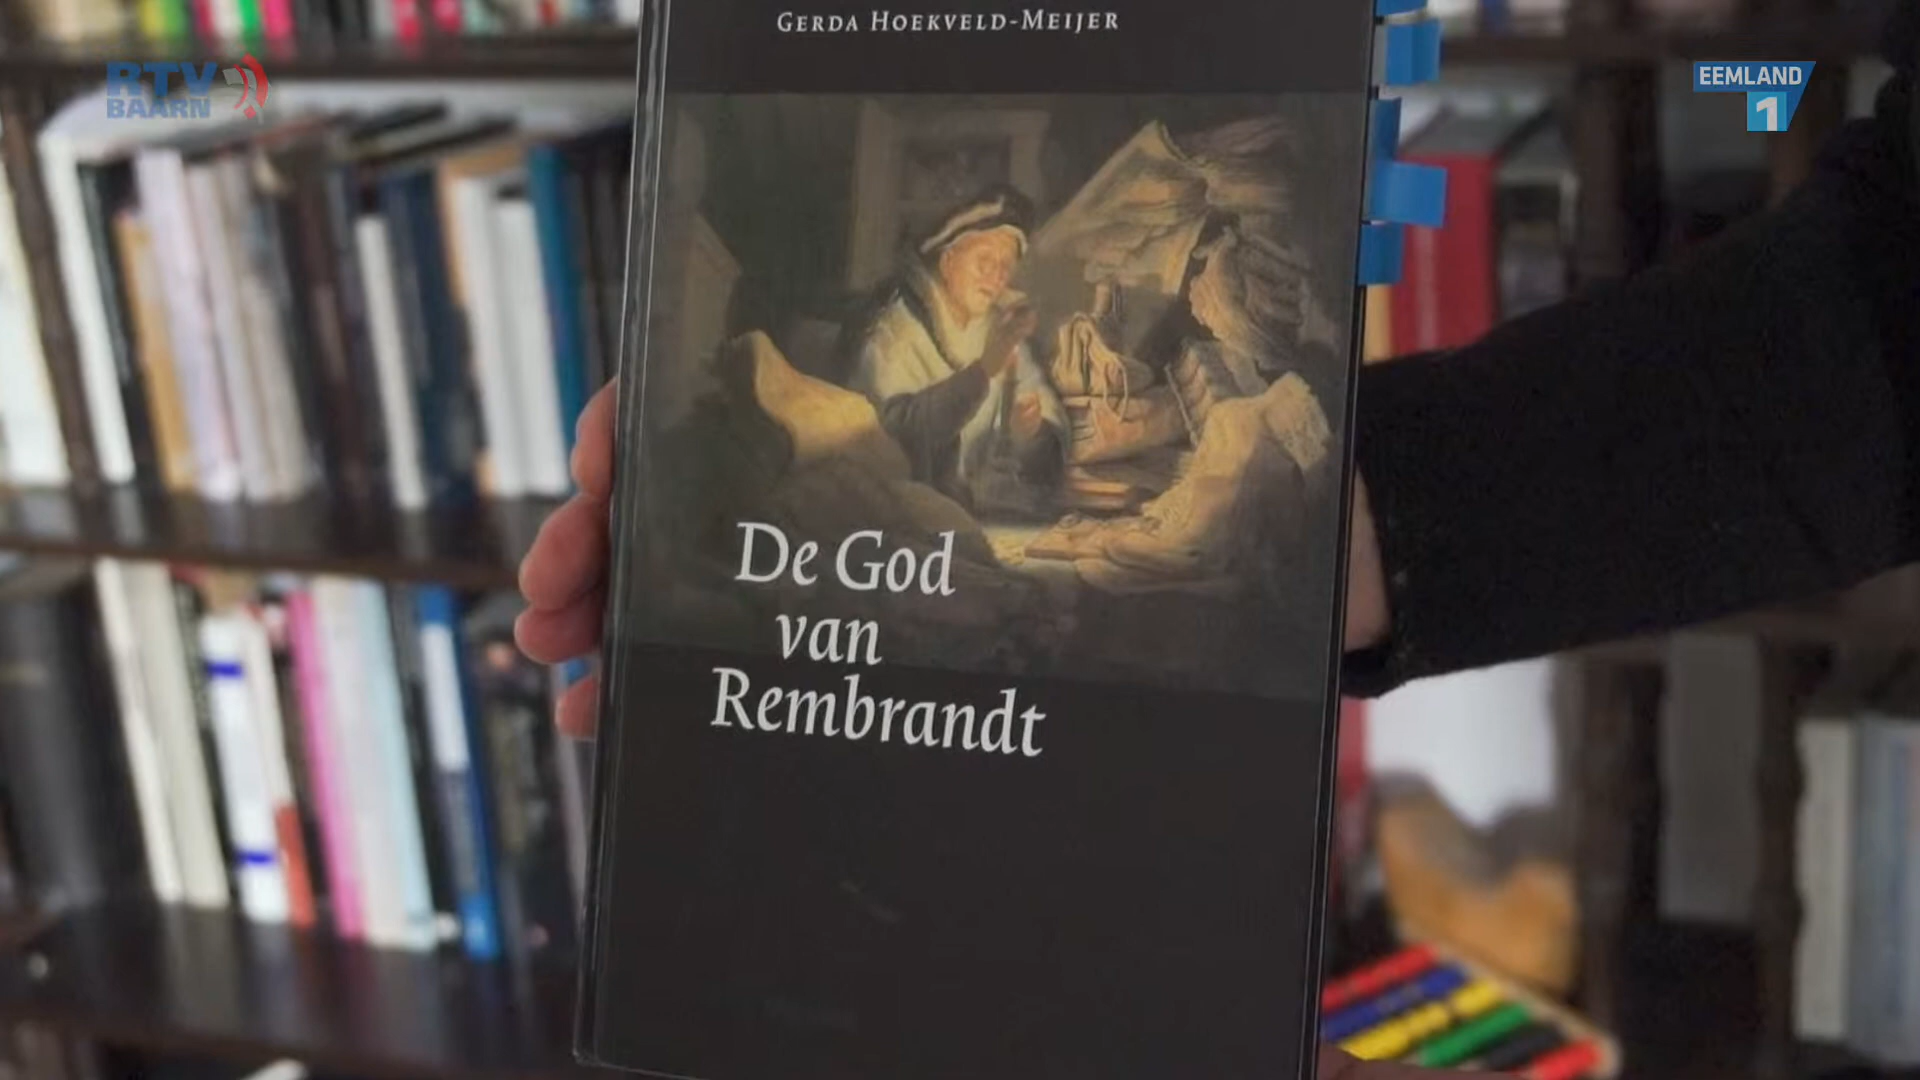 GERDA HOEKVELD-MEIJER
RTV
BAARN
EEMLAND
1
De God
van
Rembrandt